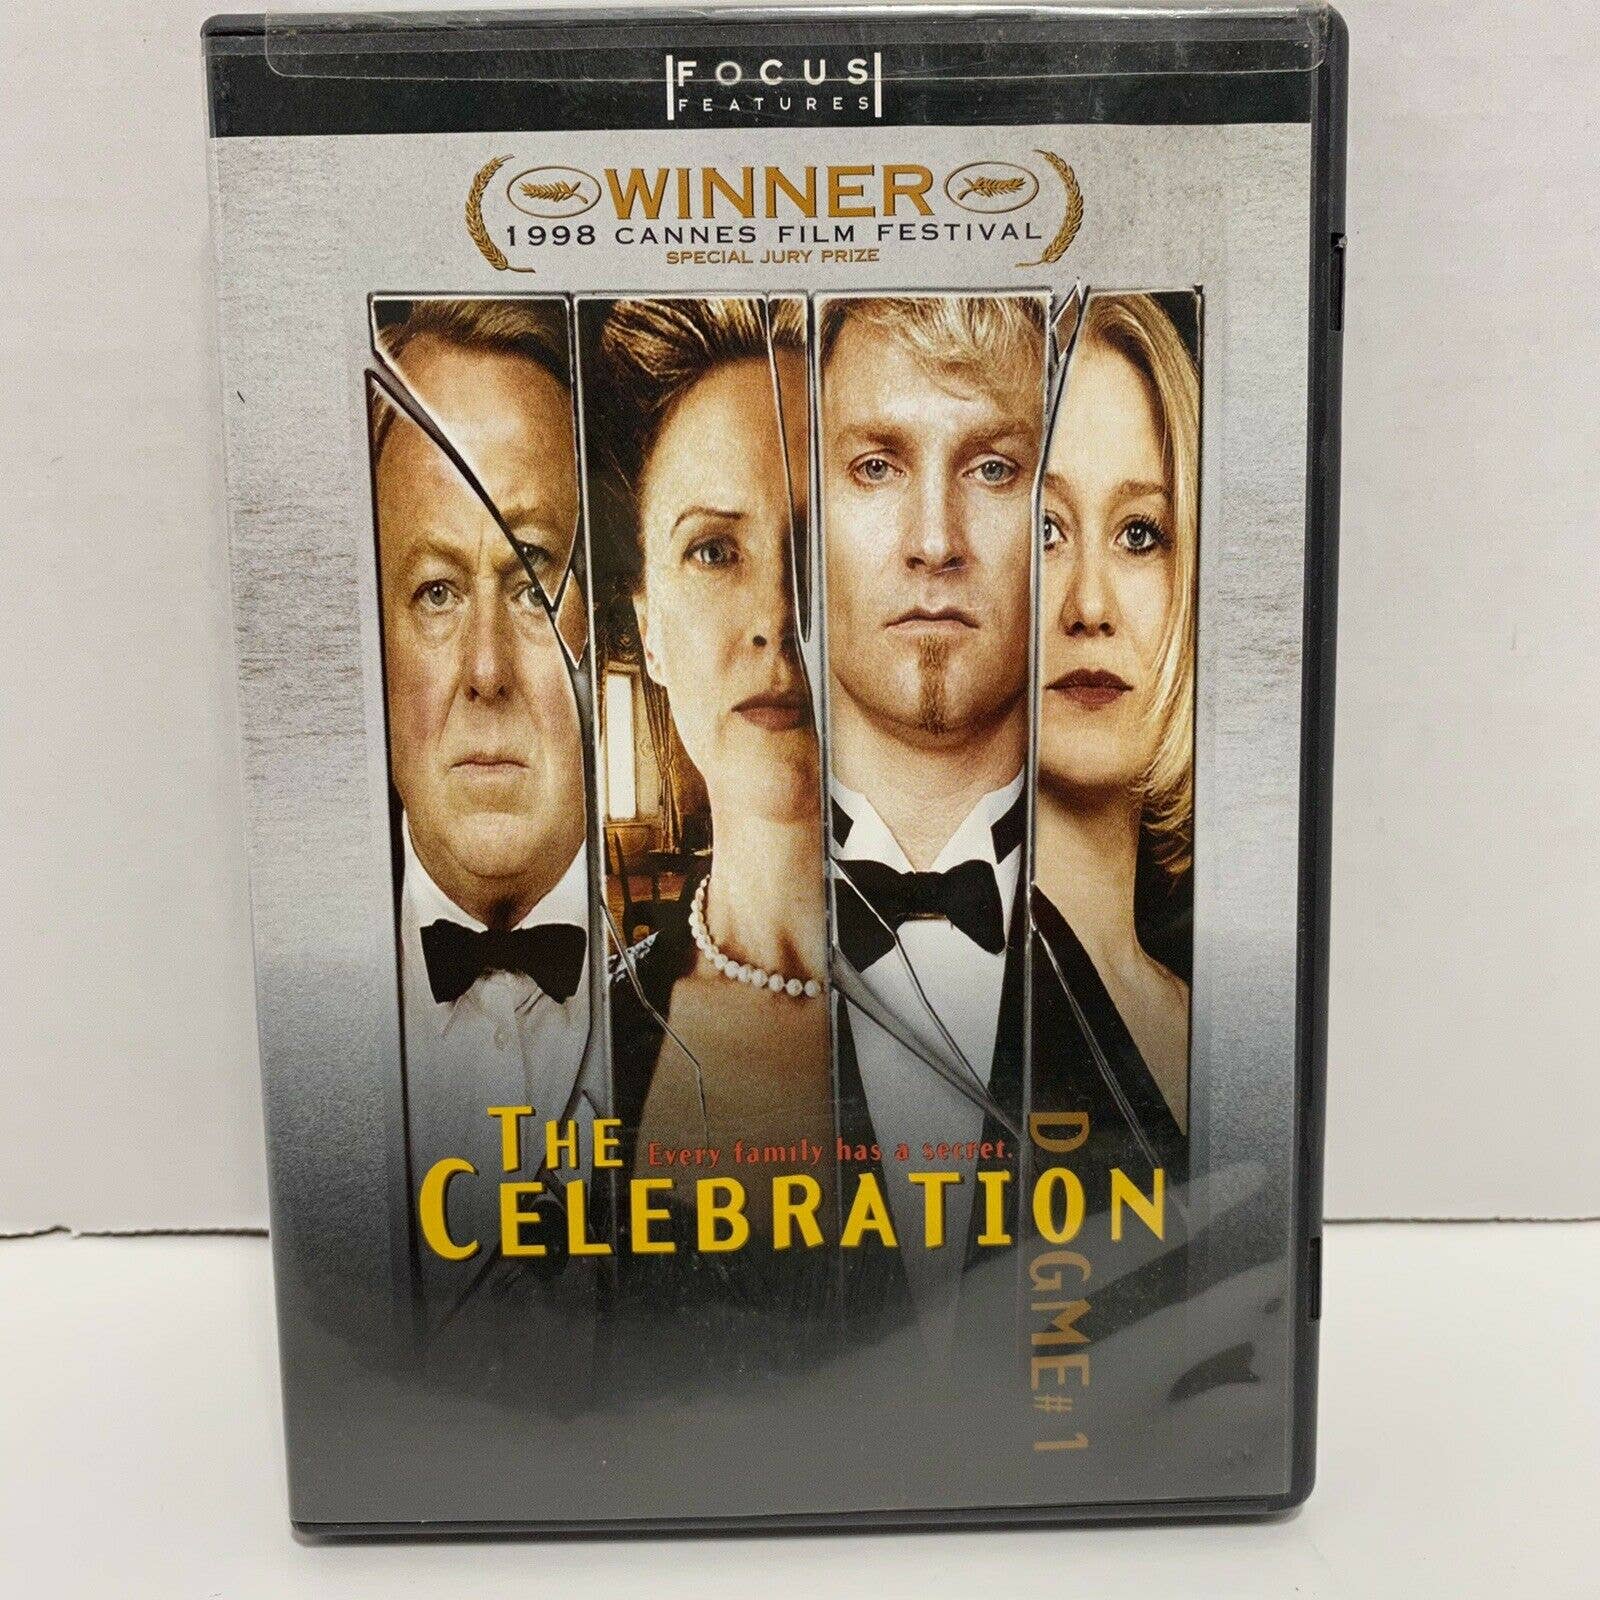 FOCUS
FEATURES
WINNER
1998 CANNES FILM FESTIVAL
SPECIAL JURY PRIZE
THE
Every family has a secret.
CELEBRATION
DOGME# 1